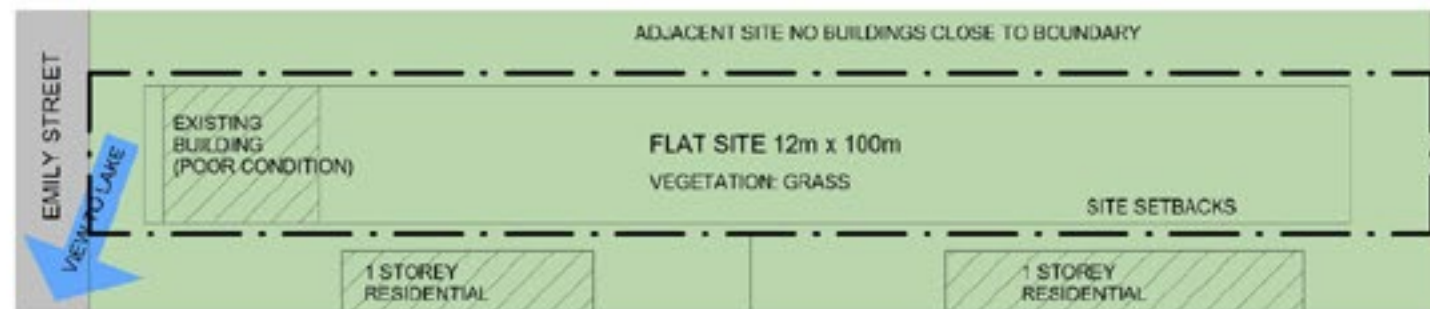 ADJACENT SITE NO BUILDINGS CLOSE TO BOUNDARY
EMILY STREET
VIEW TO LAKE
EXISTING
BUILDING
(POOR CONDITION)
FLAT SITE 12m x 100m
VEGETATION: GRASS
SITE SETBACKS
1 STOREY
RESIDENTIAL
1 STOREY
RESIDENTIAL